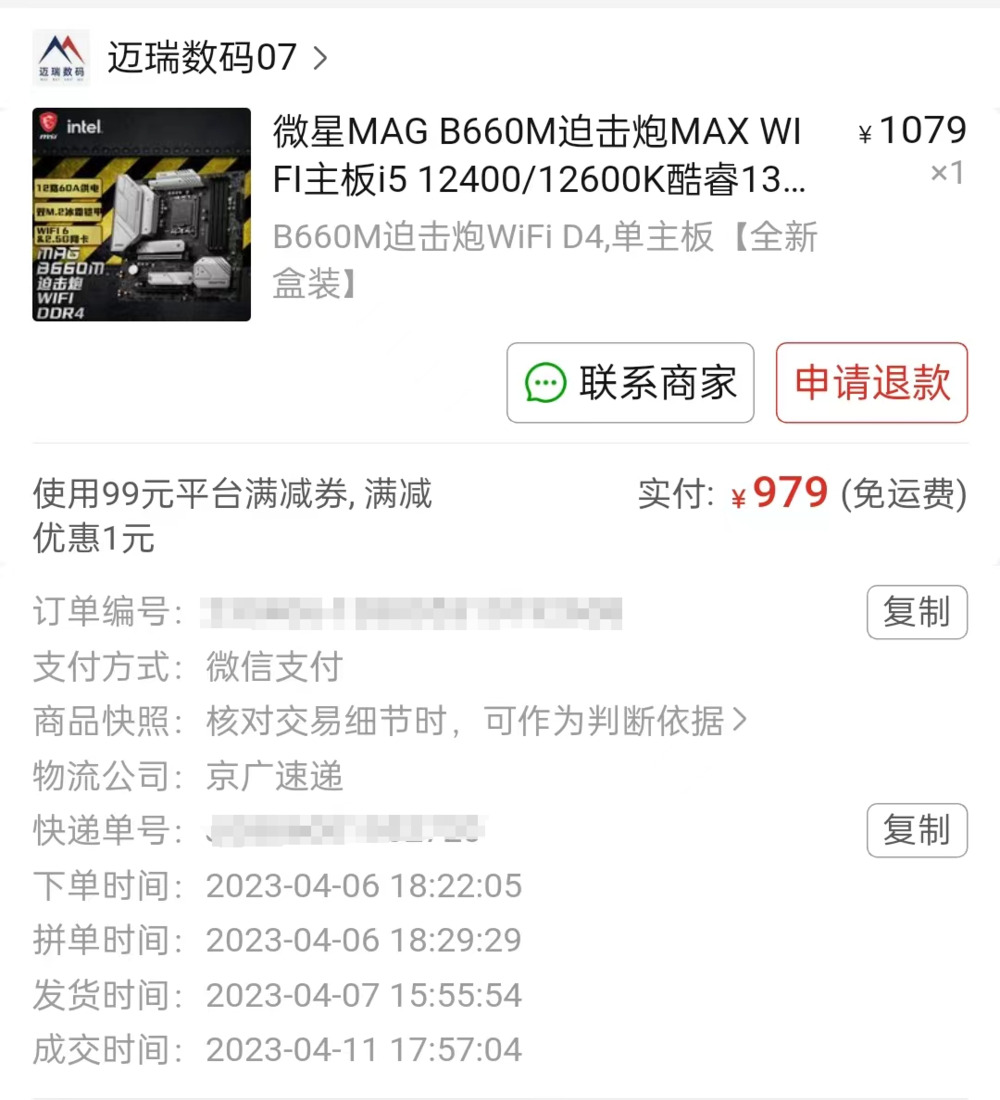 迈瑞数码
迈瑞数码07 >
msi intel
12路60A供电
双M.2冰霜铠甲
WIFI 6
&2.5G网卡
MAG
B660M
迫击炮
WIFI
DDR4
微星MAG B660M迫击炮MAX WI
¥1079
FI主板i5 12400/12600K酷睿13...
×1
B660M迫击炮WiFi D4,单主板【全新
盒装】
联系商家
申请退款
使用99元平台满减券, 满减
优惠1元
实付: ¥979 (免运费)
订单编号:
复制
支付方式: 微信支付
商品快照: 核对交易细节时，可作为判断依据>
物流公司: 京广速递
快递单号:
复制
下单时间: 2023-04-06 18:22:05
拼单时间: 2023-04-06 18:29:29
发货时间: 2023-04-07 15:55:54
成交时间: 2023-04-11 17:57:04